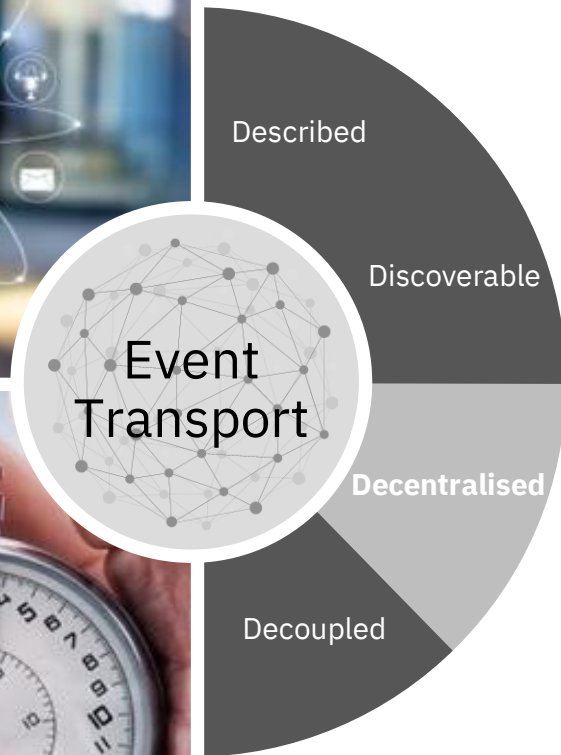 Described
Discoverable
Event
Transport
Decentralised
Decoupled